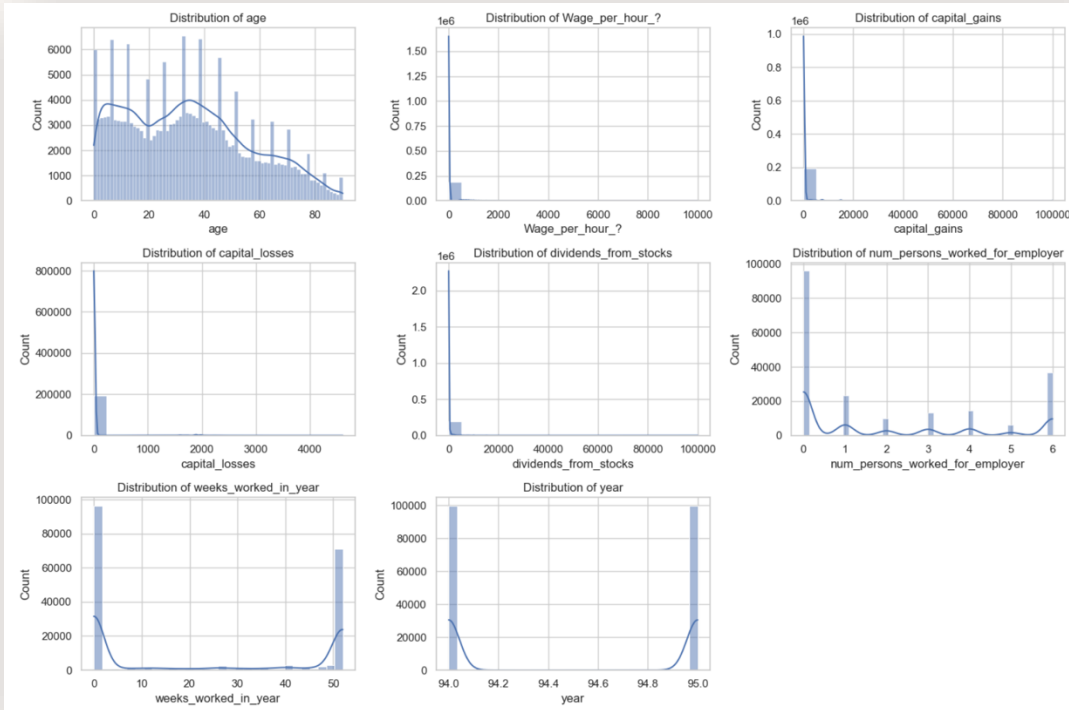 Distribution of age
6000
5000
4000
3000
2000
1000
0
Count
0 20 40 60 80
age
Distribution of Wage_per_hour_?
1e6
1.50
1.25
1.00
0.75
0.50
0.25
0.00
Count
0 2000 4000 6000 8000 10000
Wage_per_hour_?
Distribution of capital_gains
1e6
1.0
0.8
0.6
0.4
0.2
0.0
Count
0 20000 40000 60000 80000 100000
capital_gains
Distribution of capital_losses
800000
600000
400000
200000
0
Count
0 1000 2000 3000 4000
capital_losses
Distribution of dividends_from_stocks
1e6
2.0
1.5
1.0
0.5
0.0
Count
0 20000 40000 60000 80000 100000
dividends_from_stocks
Distribution of num_persons_worked_for_employer
100000
80000
60000
40000
20000
0
Count
0 1 2 3 4 5 6
num_persons_worked_for_employer
Distribution of weeks_worked_in_year
100000
80000
60000
40000
20000
0
Count
0 10 20 30 40 50
weeks_worked_in_year
Distribution of year
100000
80000
60000
40000
20000
0
Count
94.0 94.2 94.4 94.6 94.8 95.0
year